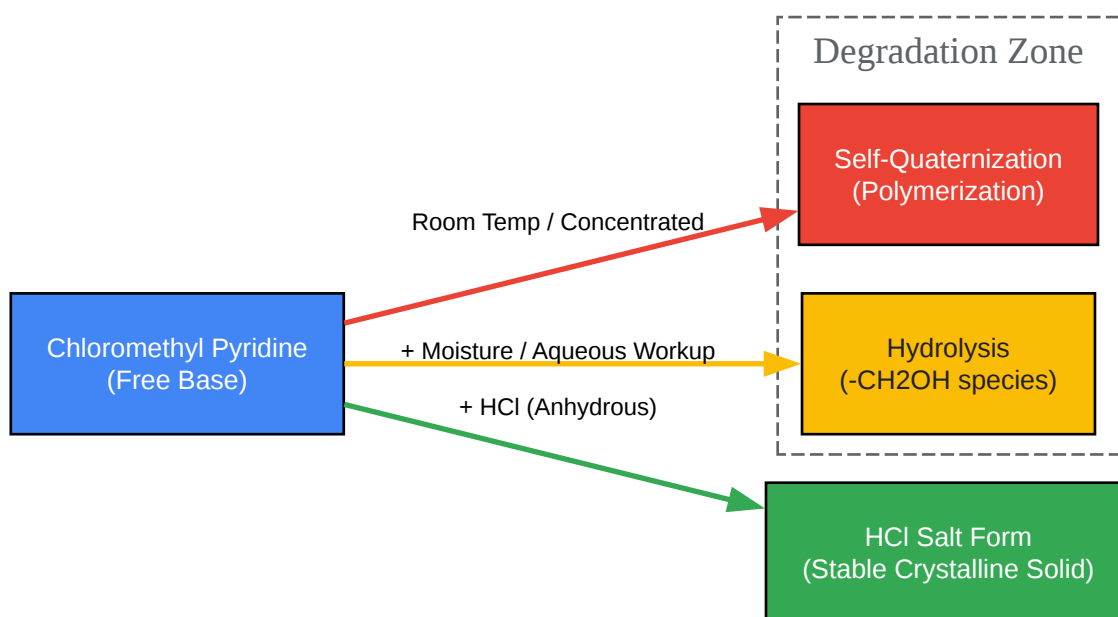 Degradation Zone
Self-Quaternization
(Polymerization)
Room Temp / Concentrated
Chloromethyl Pyridine
(Free Base)
+ Moisture / Aqueous Workup
Hydrolysis
(-CH2OH species)
+ HCl (Anhydrous)
HCl Salt Form
(Stable Crystalline Solid)